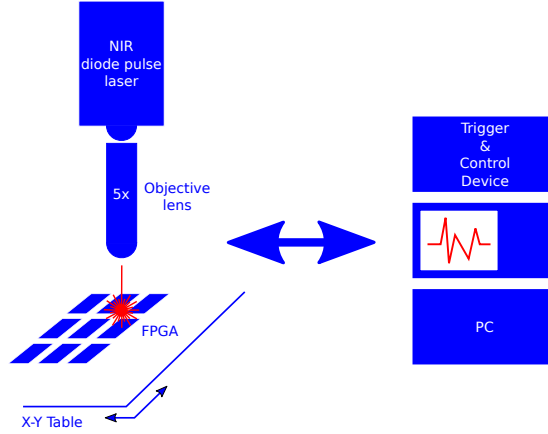 NIR
diode pulse
laser
5x
Objective
lens
FPGA
X-Y Table
Trigger
&
Control
Device
PC